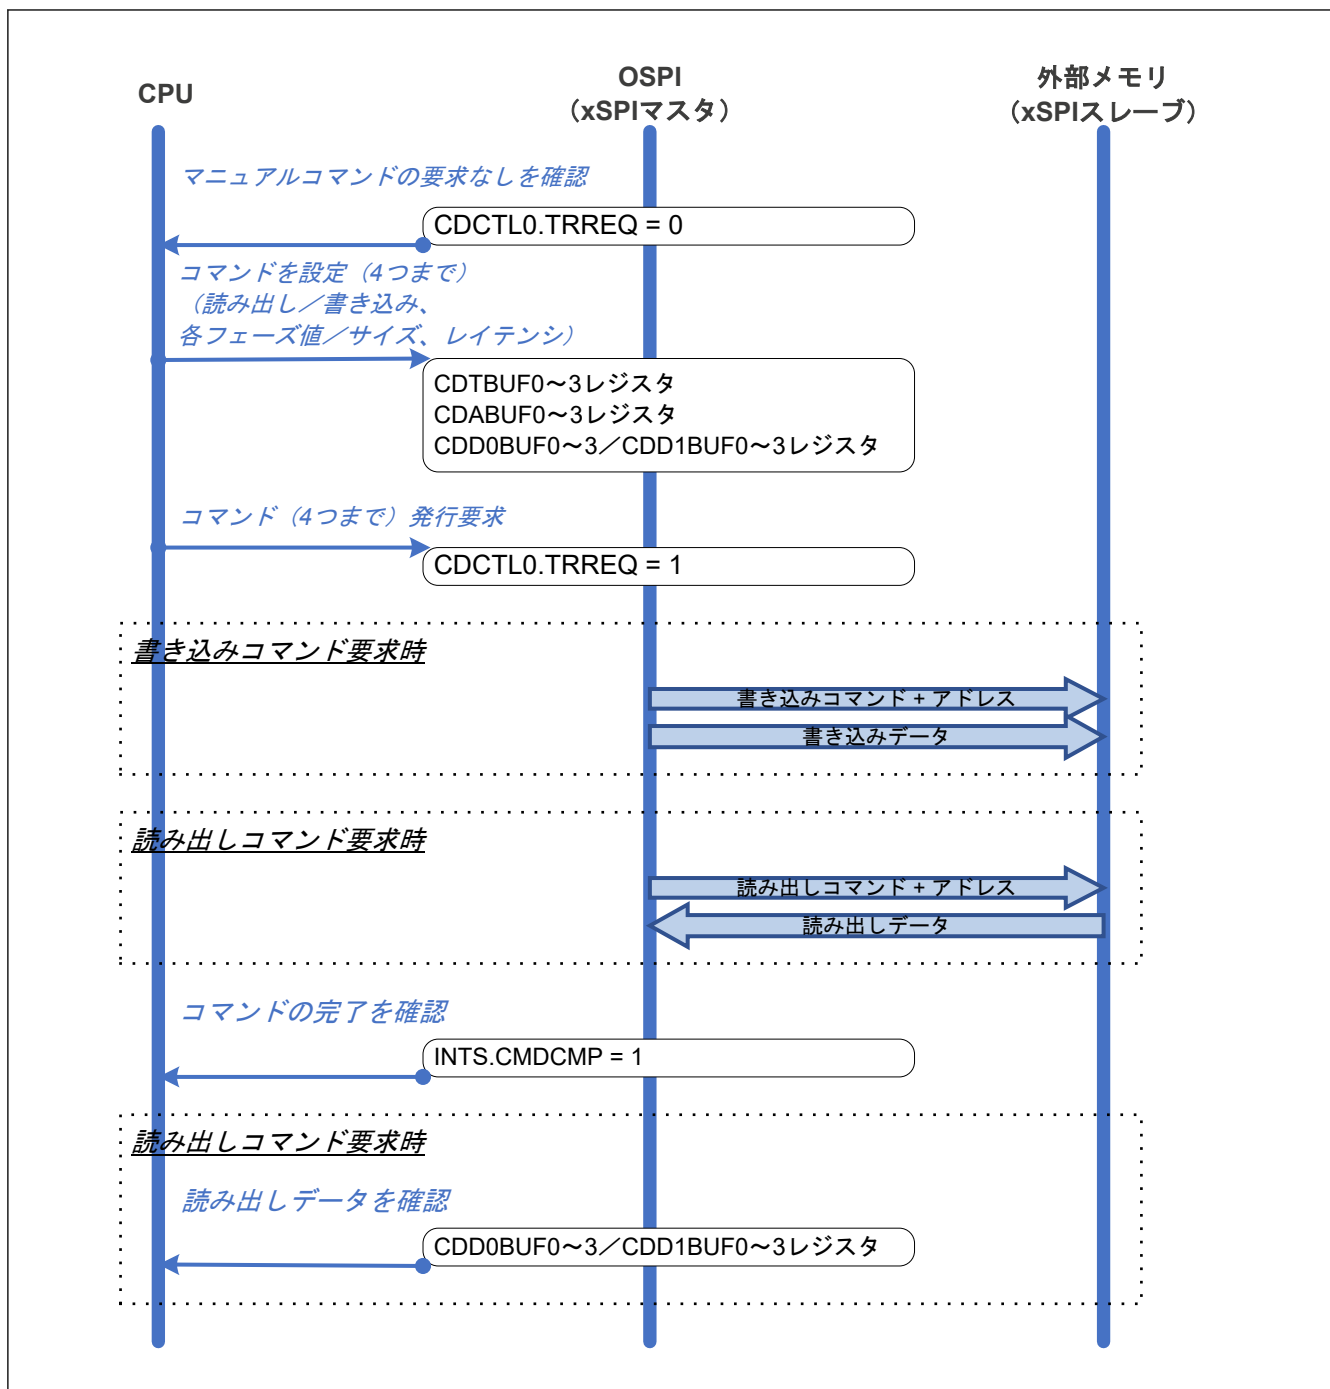 CPU
OSPI
（xSPIマスタ）
外部メモリ
（xSPIスレーブ）
マニュアルコマンドの要求なしを確認
CDCTL0.TRREQ = 0
コマンドを設定（4つまで）
（読み出し／書き込み、
各フェーズ値／サイズ、レイテンシ）
CDTBUF0～3レジスタ
CDABUF0～3レジスタ
CDD0BUF0～3／CDD1BUF0～3レジスタ
コマンド（4つまで）発行要求
CDCTL0.TRREQ = 1
書き込みコマンド要求時
書き込みコマンド + アドレス
書き込みデータ
読み出しコマンド要求時
読み出しコマンド + アドレス
読み出しデータ
コマンドの完了を確認
INTS.CMDCMP = 1
読み出しコマンド要求時
読み出しデータを確認
CDD0BUF0～3／CDD1BUF0～3レジスタ